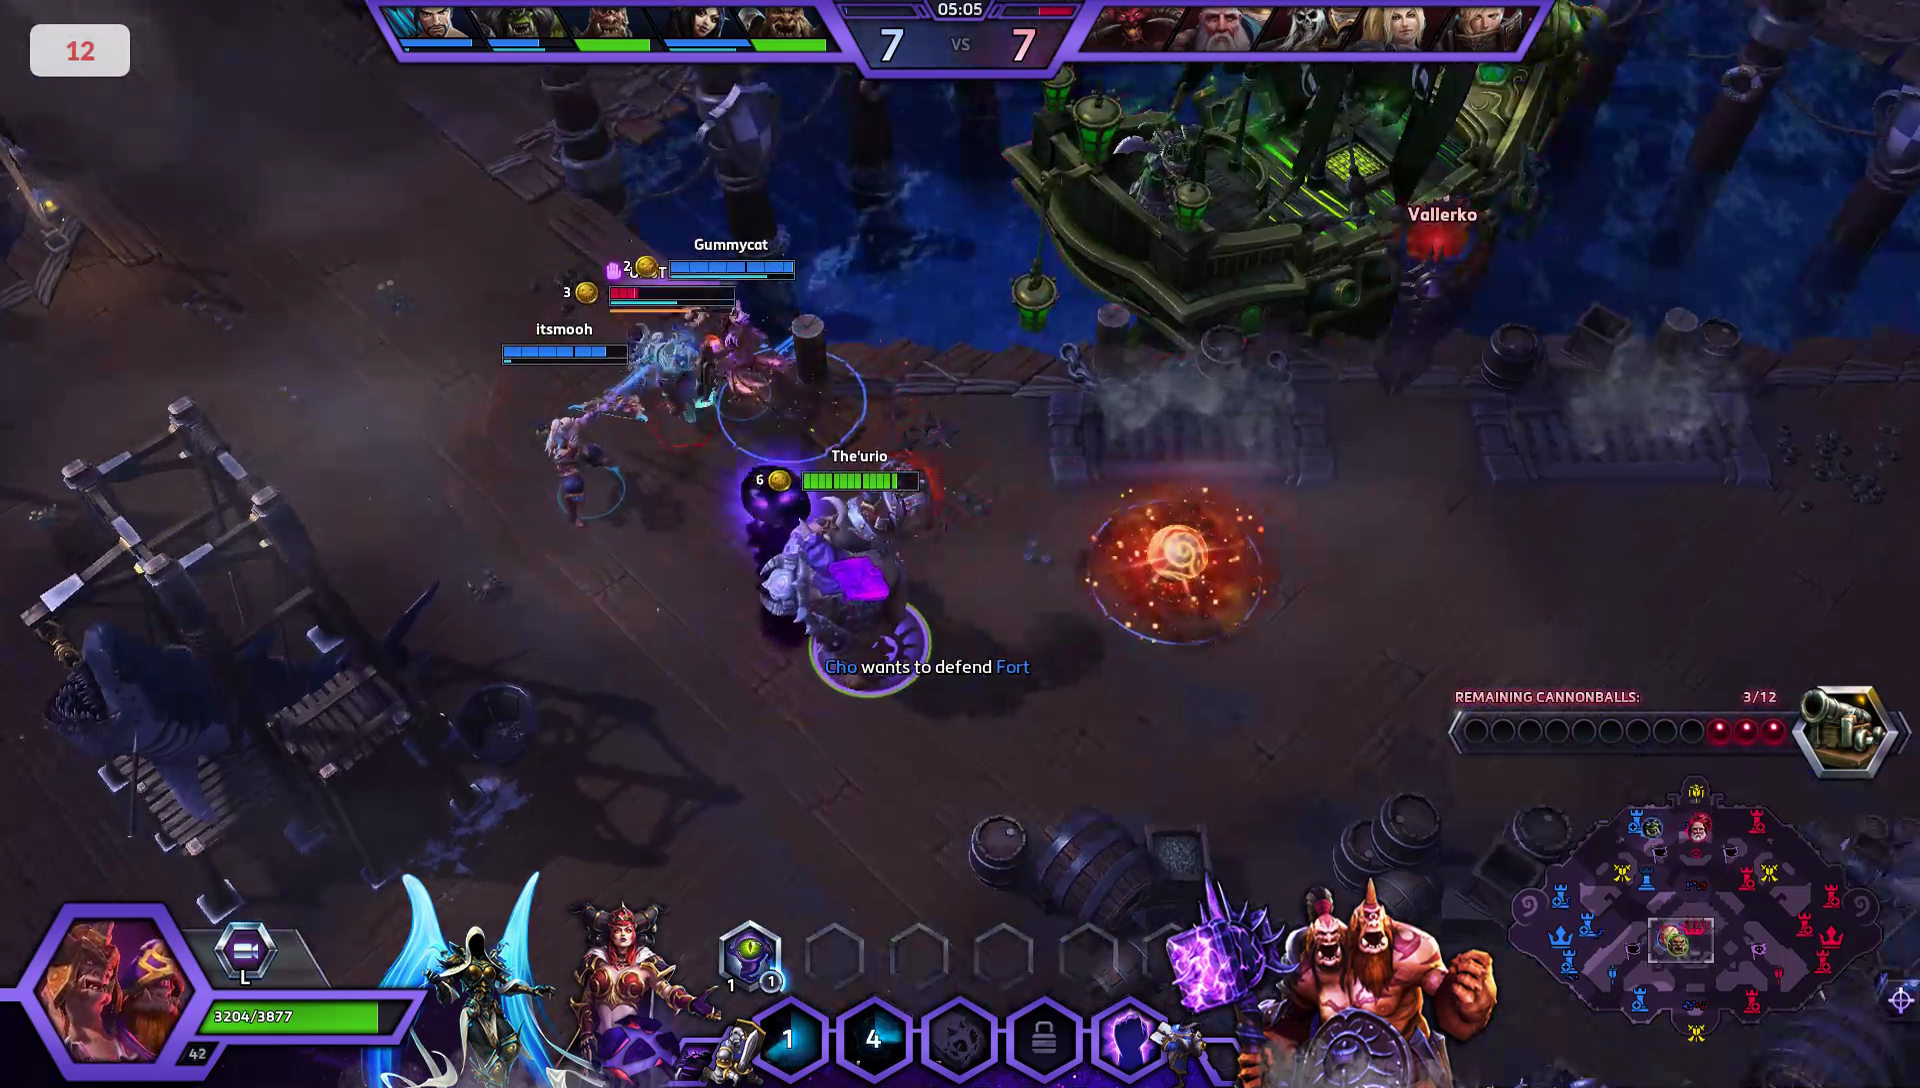 12
05:05
7 VS 7
Vallerko
Gummycat
2
3
itsmooh
The'urio
6
Cho wants to defend Fort
REMAINING CANNONBALLS: 3/12
L
3204/3877
42
1
1
1
4